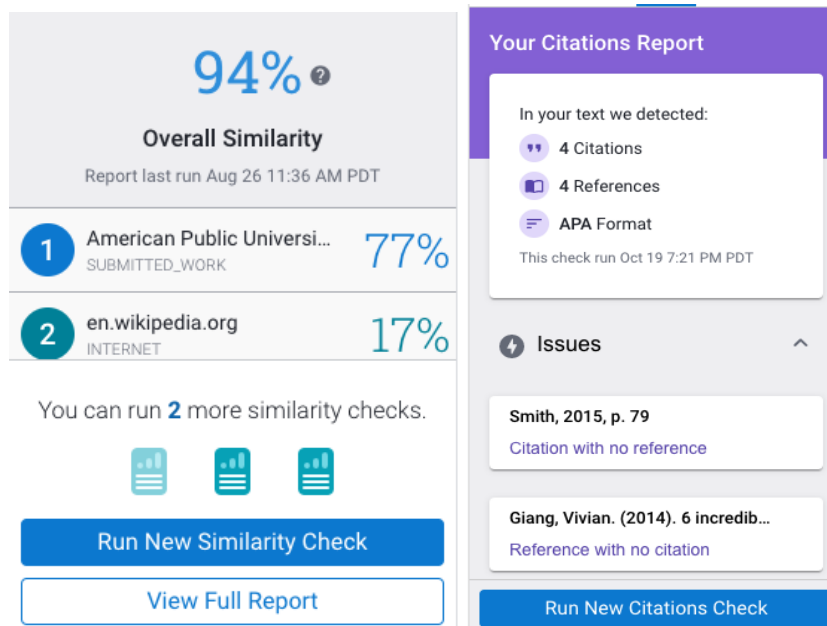 94%
Overall Similarity
Report last run Aug 26 11:36 AM PDT
1
American Public Universi...
SUBMITTED_WORK
77%
2
en.wikipedia.org
INTERNET
17%
You can run 2 more similarity checks.
Run New Similarity Check
View Full Report
Your Citations Report
In your text we detected:
4 Citations
4 References
APA Format
This check run Oct 19 7:21 PM PDT
Issues
Smith, 2015, p. 79
Citation with no reference
Giang, Vivian. (2014). 6 incredib...
Reference with no citation
Run New Citations Check